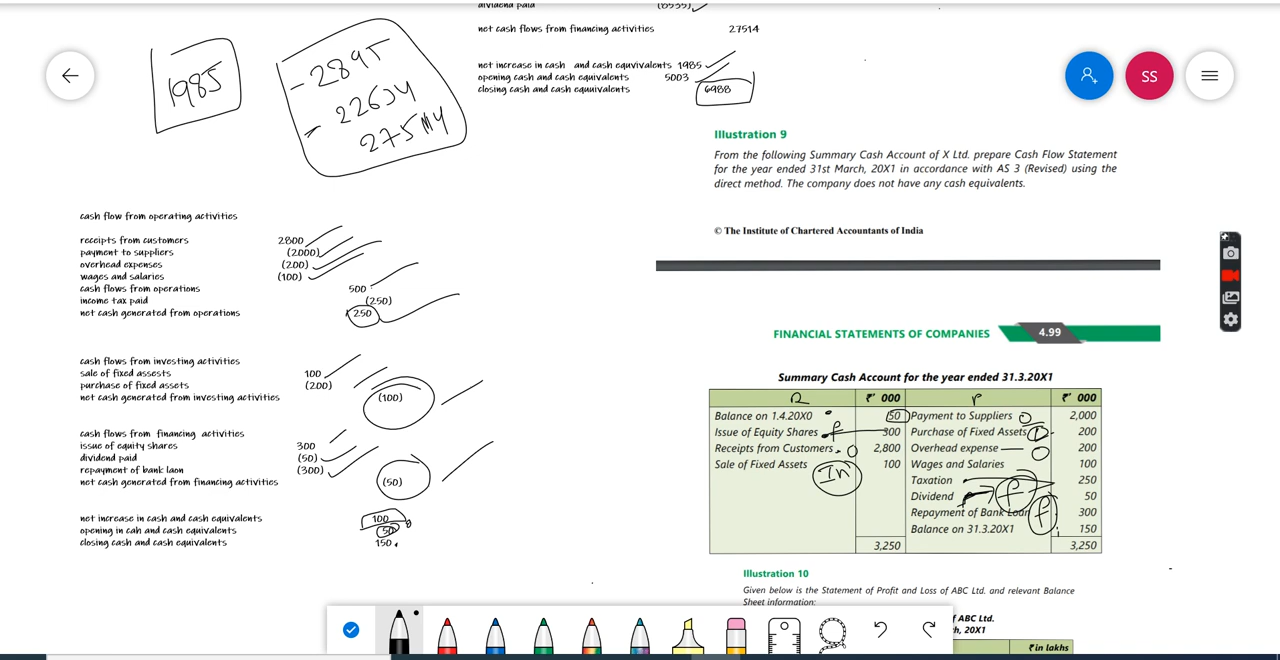 dividend paid (8535)
net cash flows from financing activities 27514
net increase in cash and cash equvivalents 1985
opening cash and cash equivalents 5003
closing cash and cash equuivalents 6988
1985
- 2895
- 22634
27514
SS
cash flow from operating activities
receipts from customers 2800
payment to suppliers (2000)
overhead expenses (200)
wages and salaries (100)
cash flows from operations 500
income tax paid (250)
net cash generated from operations 250
cash flows from investing activities
sale of fixed assests 100
purchase of fixed assets (200)
net cash generated from investing activities (100)
cash flows from financing activities
issue of equity shares 300
dividend paid (50)
repayment of bank laon (300)
net cash generated from financing activities (50)
net increase in cash and cash equivalents 100
opening in cah and cash equivalents 50
closing cash and cash equivalents 150
Illustration 9
From the following Summary Cash Account of X Ltd. prepare Cash Flow Statement
for the year ended 31st March, 20X1 in accordance with AS 3 (Revised) using the
direct method. The company does not have any cash equivalents.
© The Institute of Chartered Accountants of India
FINANCIAL STATEMENTS OF COMPANIES 4.99
Summary Cash Account for the year ended 31.3.20X1
₹' 000 ₹' 000
Balance on 1.4.20X0 50 Payment to Suppliers 2,000
Issue of Equity Shares f 300 Purchase of Fixed Assets 200
Receipts from Customers 2,800 Overhead expense 200
Sale of Fixed Assets In 100 Wages and Salaries 100
Taxation 250
Dividend f 50
Repayment of Bank Loan f 300
Balance on 31.3.20X1 150
3,250 3,250
Illustration 10
Given below is the Statement of Profit and Loss of ABC Ltd. and relevant Balance
Sheet information:
f ABC Ltd.
h, 20X1
₹ in lakhs